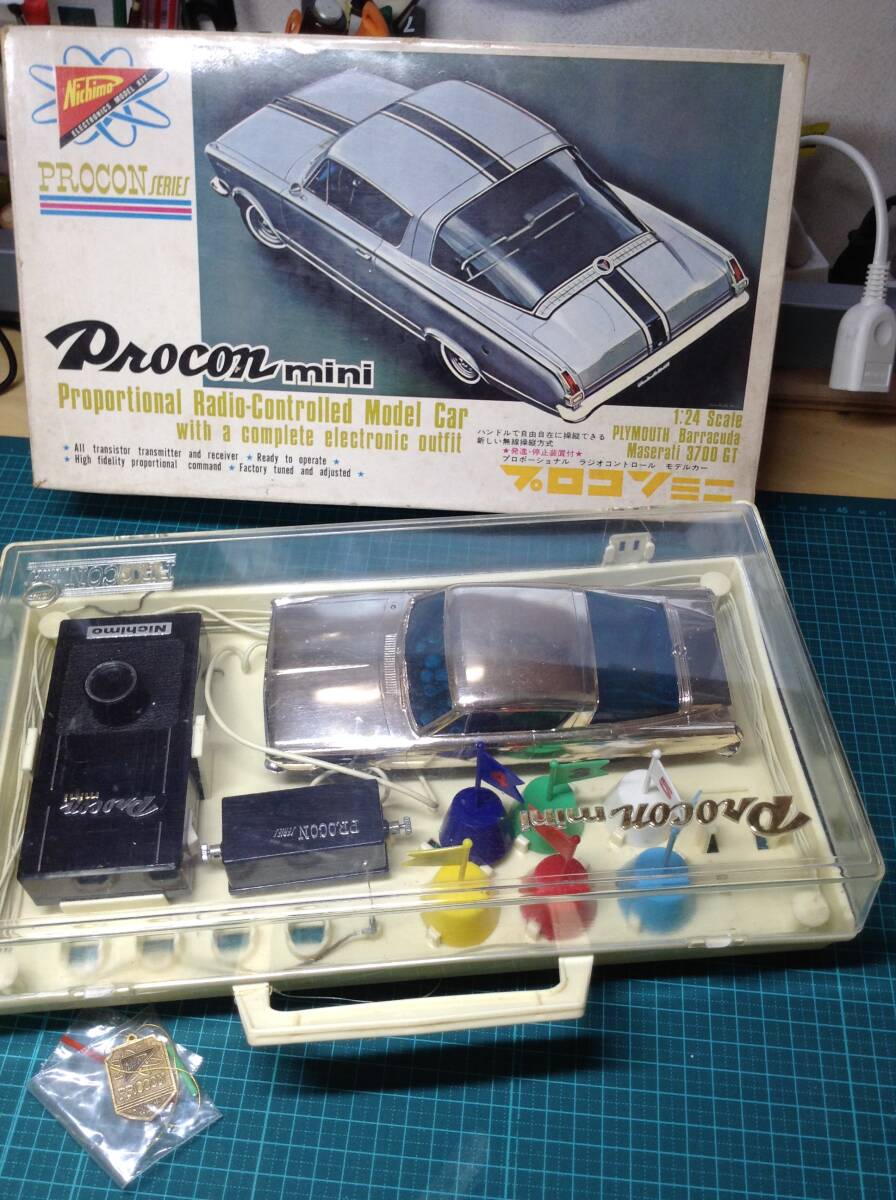 Nichimo
ELECTRONICS MODEL KIT
PROCON SERIES
Procon mini
Proportional Radio-Controlled Model Car
with a complete electronic outfit
★ All transistor transmitter and receiver ★ Ready to operate ★
★ High fidelity proportional command ★ Factory tuned and adjusted ★
ハンドルで自由自在に操縦できる
新しい無線操縦方式
★発進・停止装置付★
プロポーショナル ラジオコントロール モデルカー
1:24 Scale
PLYMOUTH Barracuda
Maserati 3700 GT
プロコンミニ
PROCON
Nichimo
Procon
mini
PROCON SERIES
Procon mini
PROCON